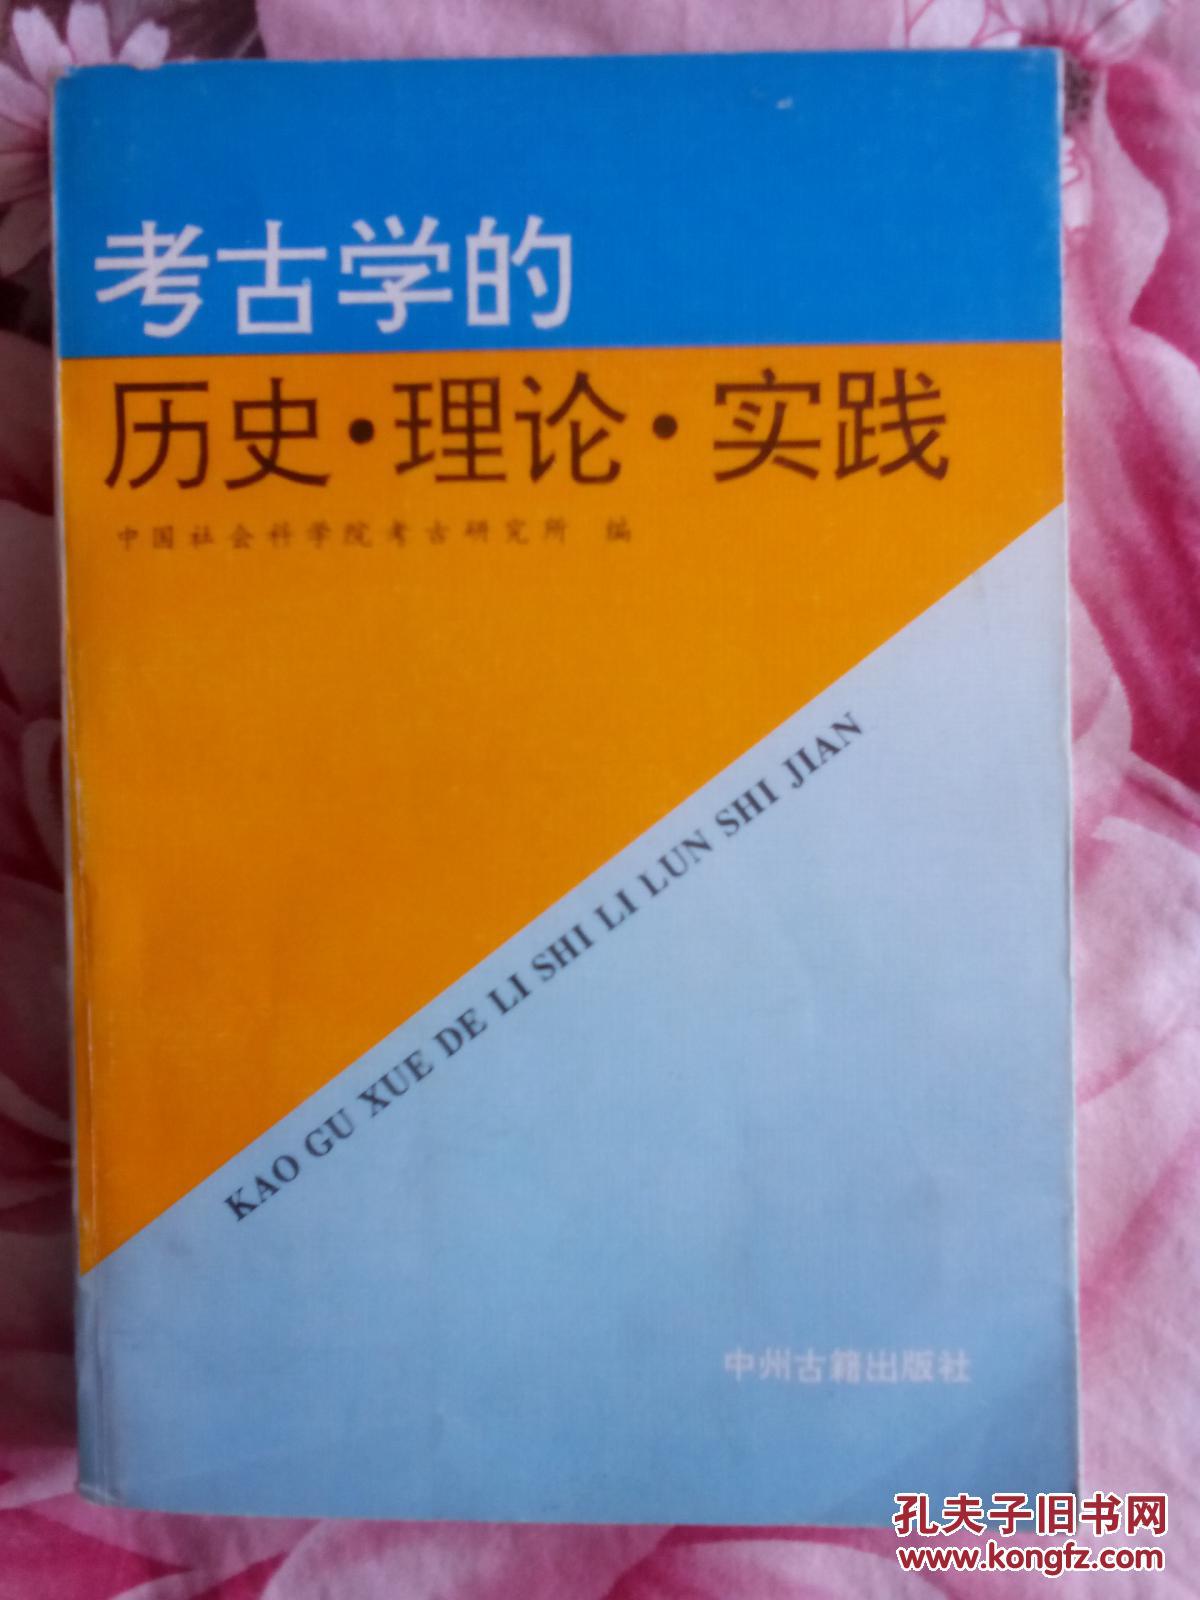 考古学的
历史·理论·实践
中国社会科学院考古研究所 编
KAO GU XUE DE LI SHI LI LUN SHI JIAN
中州古籍出版社
孔夫子旧书网
www.kongfz.com